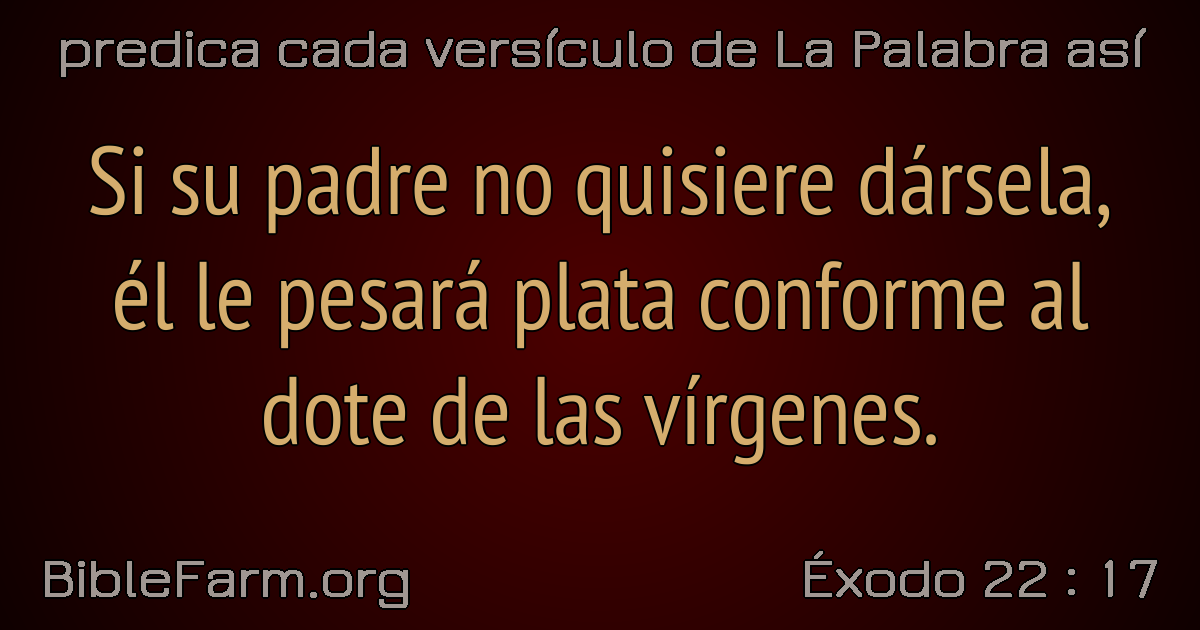 predica cada versículo de La Palabra así
Si su padre no quisiere dársela,
él le pesará plata conforme al
dote de las vírgenes.
BibleFarm.org
Éxodo 22 : 17